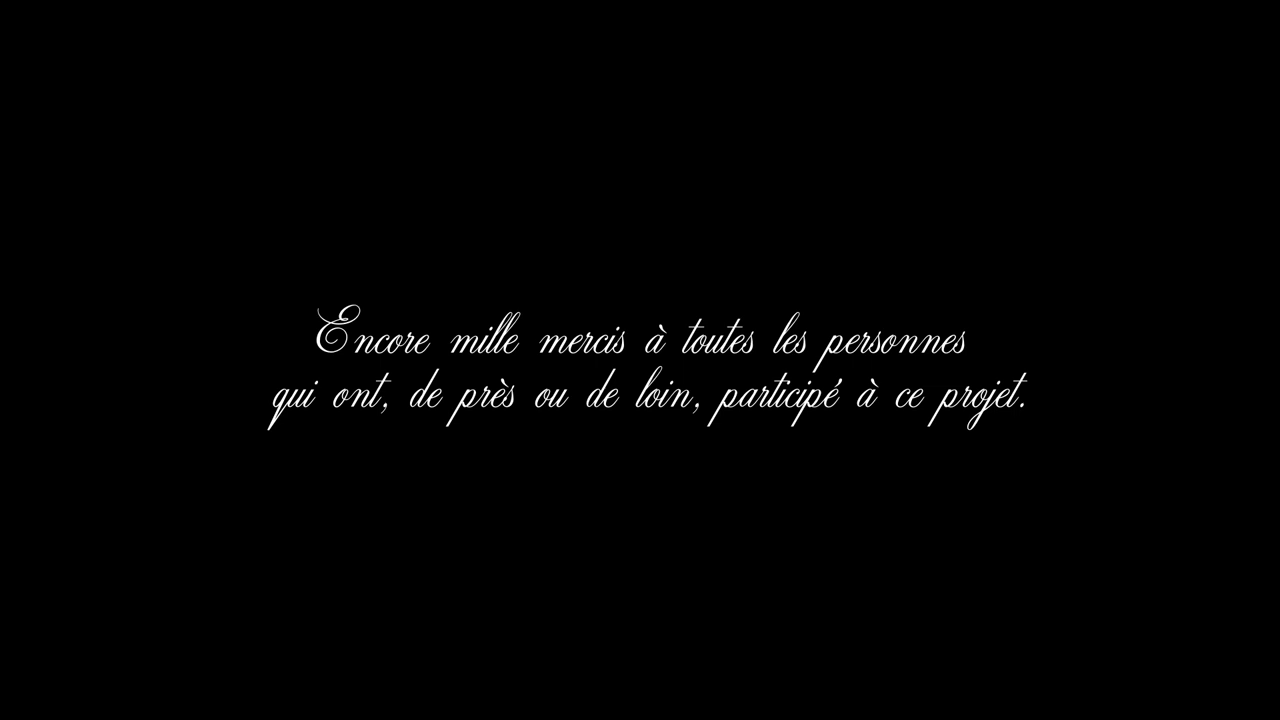 Encore mille mercis à toutes les personnes
qui ont, de près ou de loin, participé à ce projet.